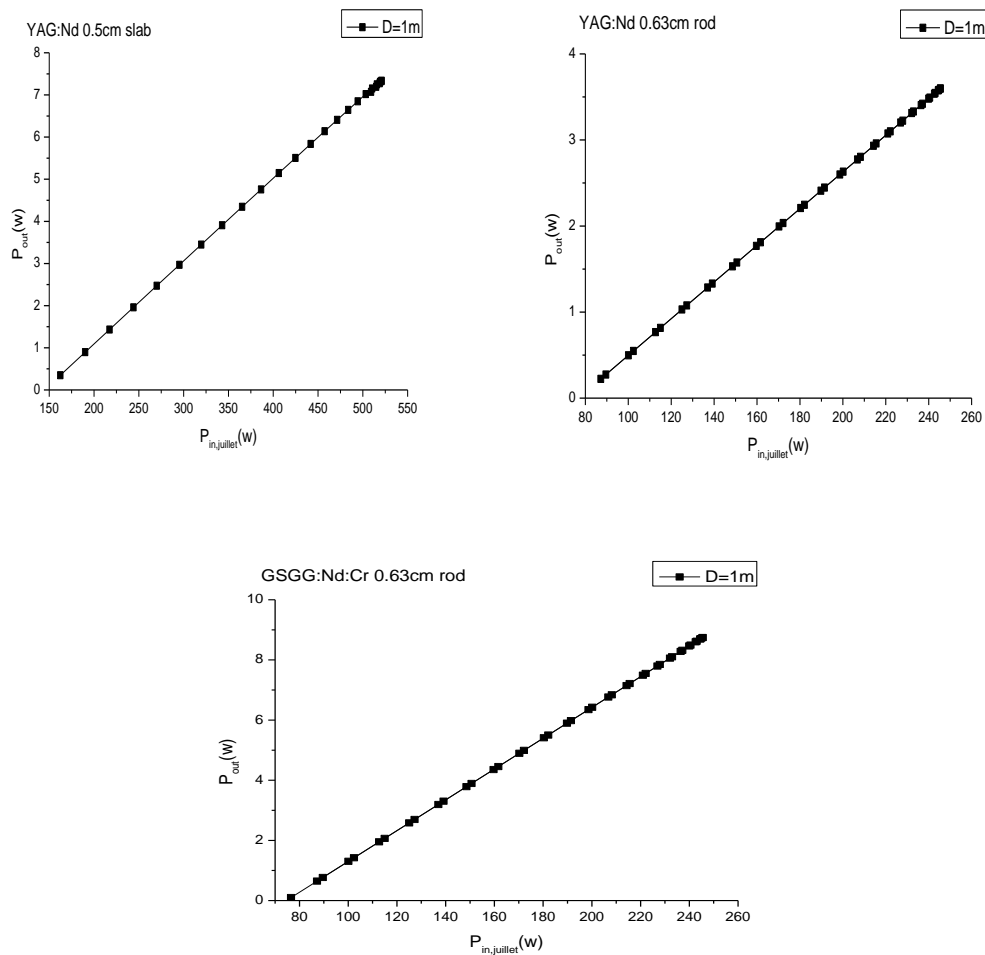 YAG:Nd 0.5cm slab
D=1m
8
7
6
5
4
3
2
1
0
P_out(w)
150 200 250 300 350 400 450 500 550
P_in,juillet(w)
YAG:Nd 0.63cm rod
D=1m
4
3
2
1
0
P_out(w)
80 100 120 140 160 180 200 220 240 260
P_in,juillet(w)
GSGG:Nd:Cr 0.63cm rod
D=1m
10
8
6
4
2
0
P_out(w)
80 100 120 140 160 180 200 220 240 260
P_in,juillet(w)